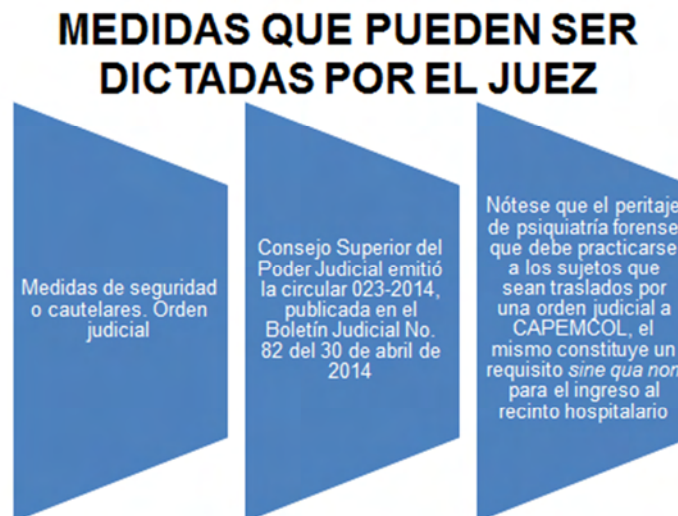 MEDIDAS QUE PUEDEN SER
DICTADAS POR EL JUEZ
Medidas de seguridad
o cautelares. Orden
judicial
Consejo Superior del
Poder Judicial emitió
la circular 023-2014,
publicada en el
Boletín Judicial No.
82 del 30 de abril de
2014
Nótese que el peritaje
de psiquiatría forense
que debe practicarse
a los sujetos que
sean traslados por
una orden judicial a
CAPEMCOL, el
mismo constituye un
requisito sine qua non
para el ingreso al
recinto hospitalario